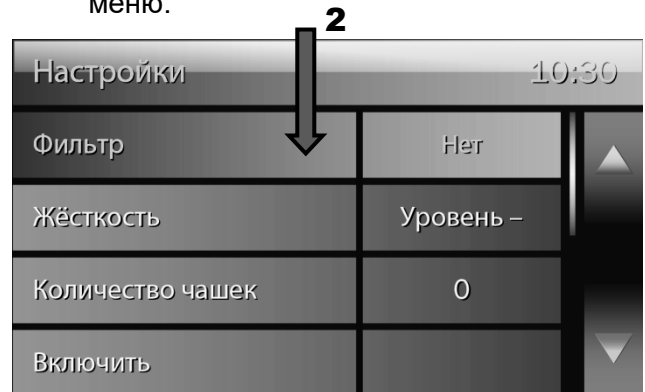 меню.
2
Настройки 10:30
Фильтр Нет
Жёсткость Уровень –
Количество чашек 0
Включить